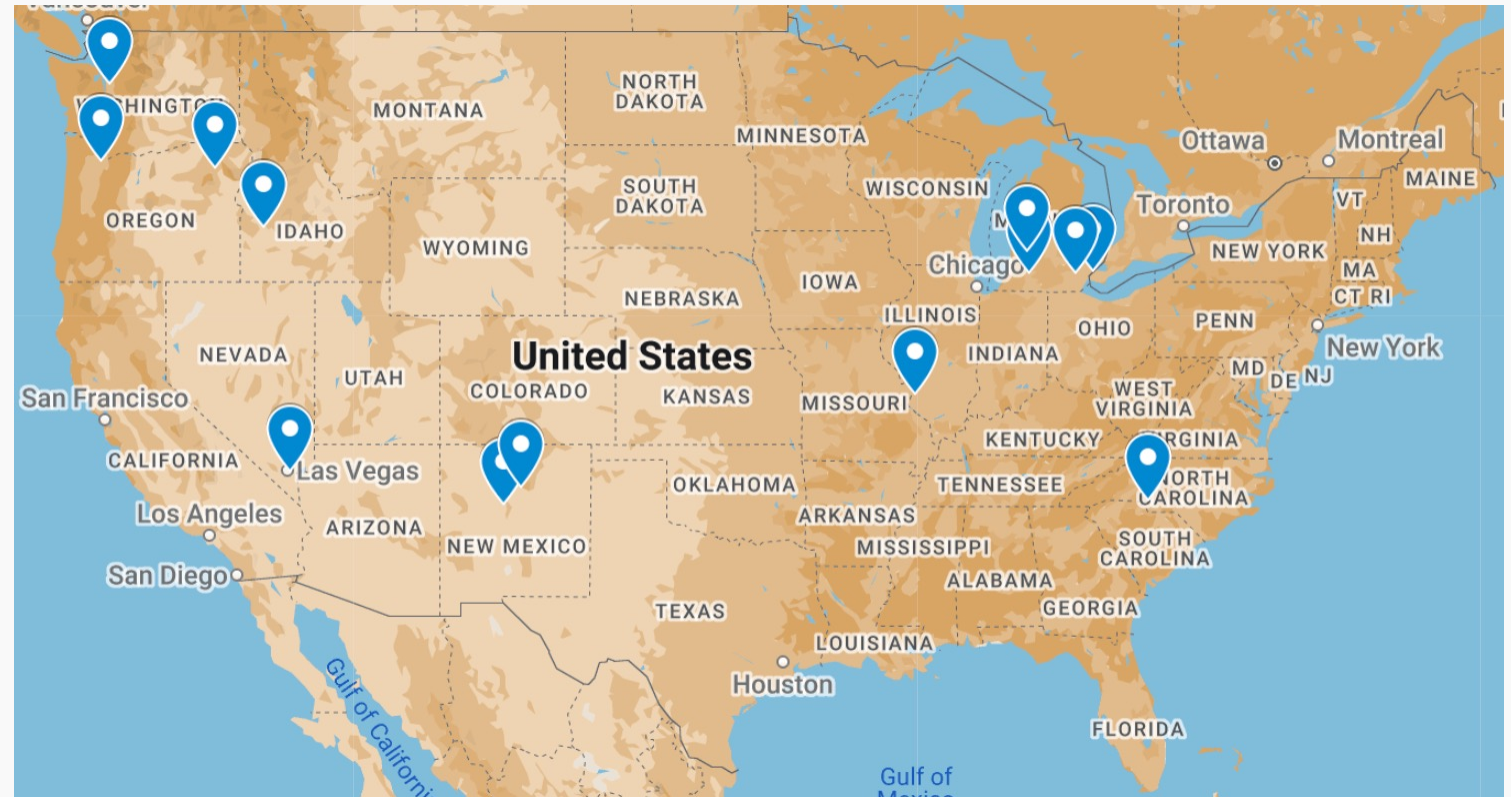 Vancouver
NORTH
DAKOTA
WASHINGTON
MONTANA
MINNESOTA
Ottawa
Montreal
MAINE
WISCONSIN
SOUTH
DAKOTA
VT
Toronto
OREGON
IDAHO
WYOMING
NH
NEW YORK
Chicago
MA
IOWA
NEBRASKA
CT RI
ILLINOIS
OHIO
PENN
New York
NEVADA
United States
INDIANA
UTAH
MD
DE
NJ
COLORADO
KANSAS
WEST
VIRGINIA
San Francisco
MISSOURI
KENTUCKY
VIRGINIA
CALIFORNIA
Las Vegas
OKLAHOMA
TENNESSEE
NORTH
CAROLINA
Los Angeles
ARIZONA
ARKANSAS
NEW MEXICO
MISSISSIPPI
SOUTH
CAROLINA
San Diego
ALABAMA
TEXAS
GEORGIA
LOUISIANA
Houston
Gulf of California
FLORIDA
Gulf of
Mexico